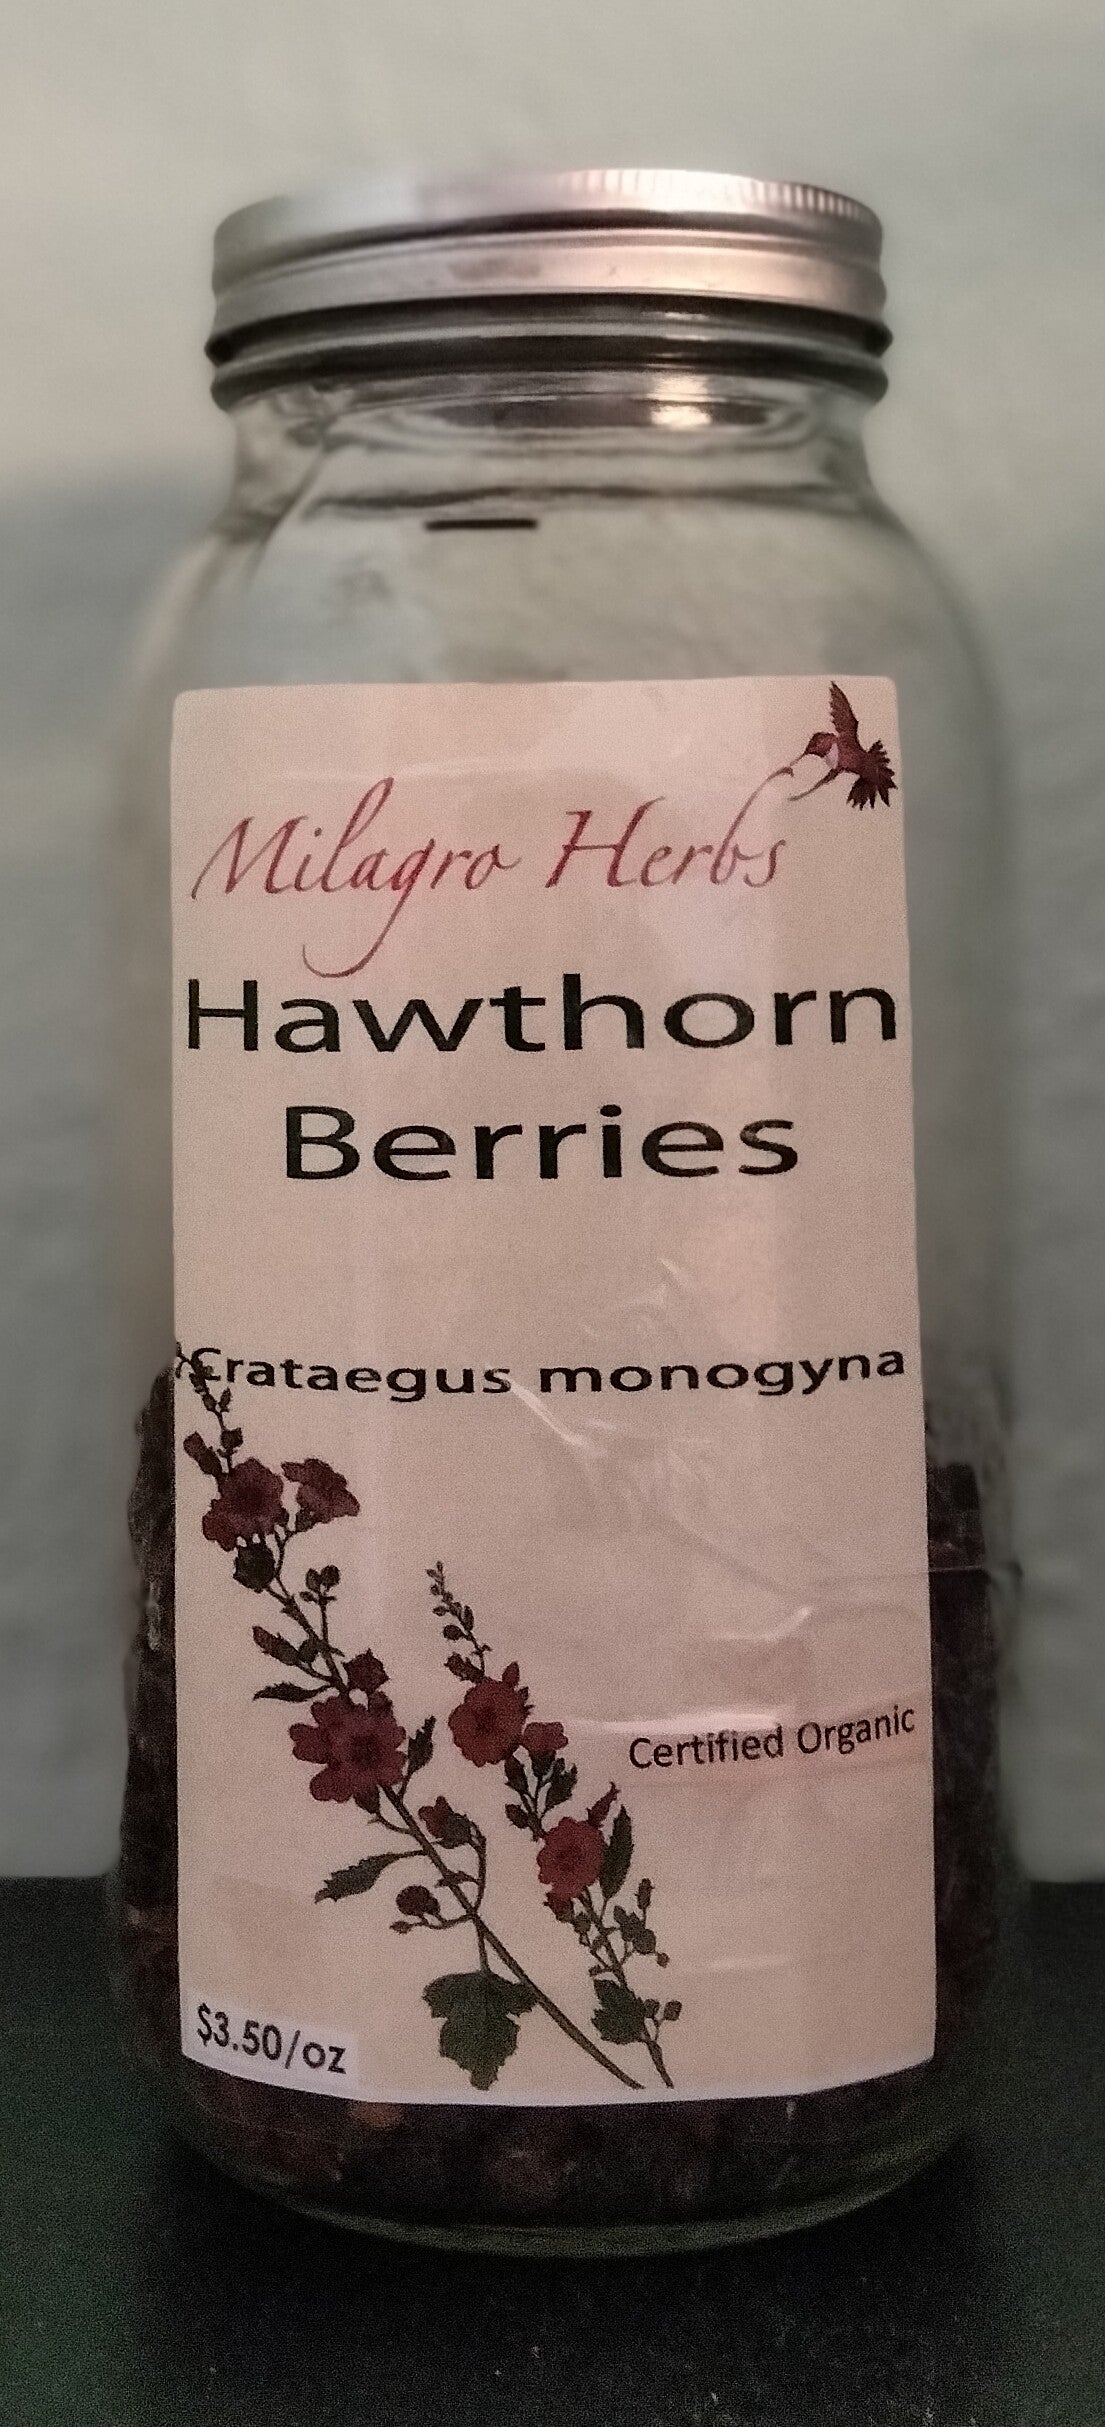 Milagro Herbs
Hawthorn
Berries
Crataegus monogyna
Certified Organic
$3.50/oz